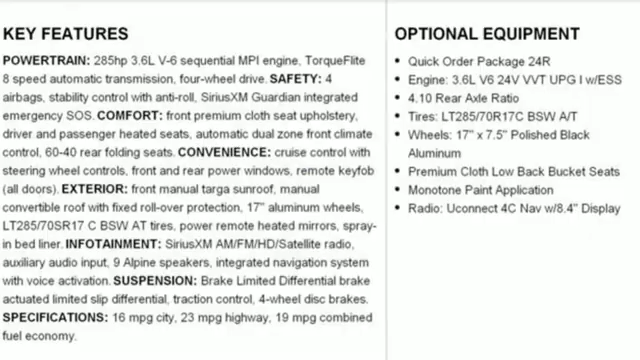 KEY FEATURES
POWERTRAIN: 285hp 3.6L V-6 sequential MPI engine, TorqueFlite
8 speed automatic transmission, four-wheel drive. SAFETY: 4
airbags, stability control with anti-roll, SiriusXM Guardian integrated
emergency SOS. COMFORT: front premium cloth seat upholstery,
driver and passenger heated seats, automatic dual zone front climate
control, 60-40 rear folding seats. CONVENIENCE: cruise control with
steering wheel controls, front and rear power windows, remote keyfob
(all doors). EXTERIOR: front manual targa sunroof, manual
convertible roof with fixed roll-over protection, 17" aluminum wheels,
LT285/70SR17 C BSW AT tires, power remote heated mirrors, spray-
in bed liner. INFOTAINMENT: SiriusXM AM/FM/HD/Satellite radio,
auxiliary audio input, 9 Alpine speakers, integrated navigation system
with voice activation. SUSPENSION: Brake Limited Differential brake
actuated limited slip differential, traction control, 4-wheel disc brakes.
SPECIFICATIONS: 16 mpg city, 23 mpg highway, 19 mpg combined
fuel economy.
OPTIONAL EQUIPMENT
• Quick Order Package 24R
• Engine: 3.6L V6 24V VVT UPG I w/ESS
• 4.10 Rear Axle Ratio
• Tires: LT285/70R17C BSW A/T
• Wheels: 17" x 7.5" Polished Black
Aluminum
• Premium Cloth Low Back Bucket Seats
• Monotone Paint Application
• Radio: Uconnect 4C Nav w/8.4" Display